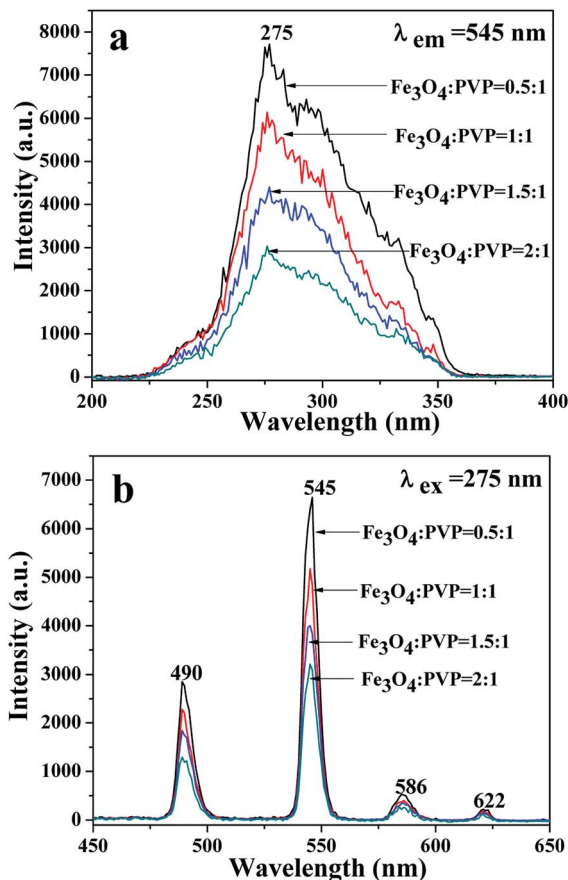 a
275
λ em =545 nm
Fe₃O₄:PVP=0.5:1
Fe₃O₄:PVP=1:1
Fe₃O₄:PVP=1.5:1
Fe₃O₄:PVP=2:1
8000
7000
6000
5000
4000
3000
2000
1000
0
Intensity (a.u.)
200 250 300 350 400
Wavelength (nm)
b
545
λ ex =275 nm
Fe₃O₄:PVP=0.5:1
Fe₃O₄:PVP=1:1
Fe₃O₄:PVP=1.5:1
Fe₃O₄:PVP=2:1
490
586
622
7000
6000
5000
4000
3000
2000
1000
0
Intensity (a.u.)
450 500 550 600 650
Wavelength (nm)